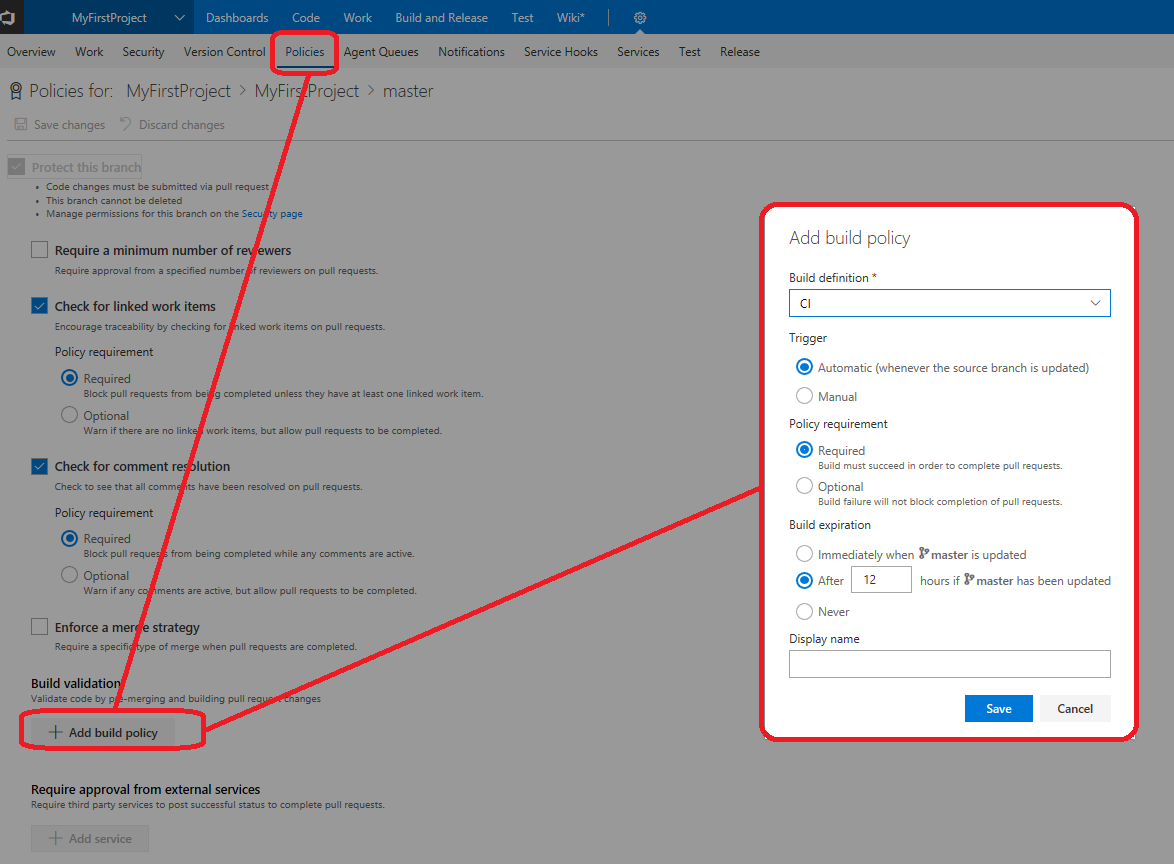 MyFirstProject Dashboards Code Work Build and Release Test Wiki*
Overview Work Security Version Control Policies Agent Queues Notifications Service Hooks Services Test Release
Policies for: MyFirstProject > MyFirstProject > master
Save changes Discard changes
Protect this branch
• Code changes must be submitted via pull request
• This branch cannot be deleted
• Manage permissions for this branch on the Security page
Require a minimum number of reviewers
Require approval from a specified number of reviewers on pull requests.
Check for linked work items
Encourage traceability by checking for linked work items on pull requests.
Policy requirement
Required
Block pull requests from being completed unless they have at least one linked work item.
Optional
Warn if there are no linked work items, but allow pull requests to be completed.
Check for comment resolution
Check to see that all comments have been resolved on pull requests.
Policy requirement
Required
Block pull requests from being completed while any comments are active.
Optional
Warn if any comments are active, but allow pull requests to be completed.
Enforce a merge strategy
Require a specific type of merge when pull requests are completed.
Build validation
Validate code by pre-merging and building pull request changes
+ Add build policy
Require approval from external services
Require third party services to post successful status to complete pull requests.
+ Add service
Add build policy
Build definition *
CI
Trigger
Automatic (whenever the source branch is updated)
Manual
Policy requirement
Required
Build must succeed in order to complete pull requests.
Optional
Build failure will not block completion of pull requests.
Build expiration
Immediately when master is updated
After 12 hours if master has been updated
Never
Display name
Save Cancel